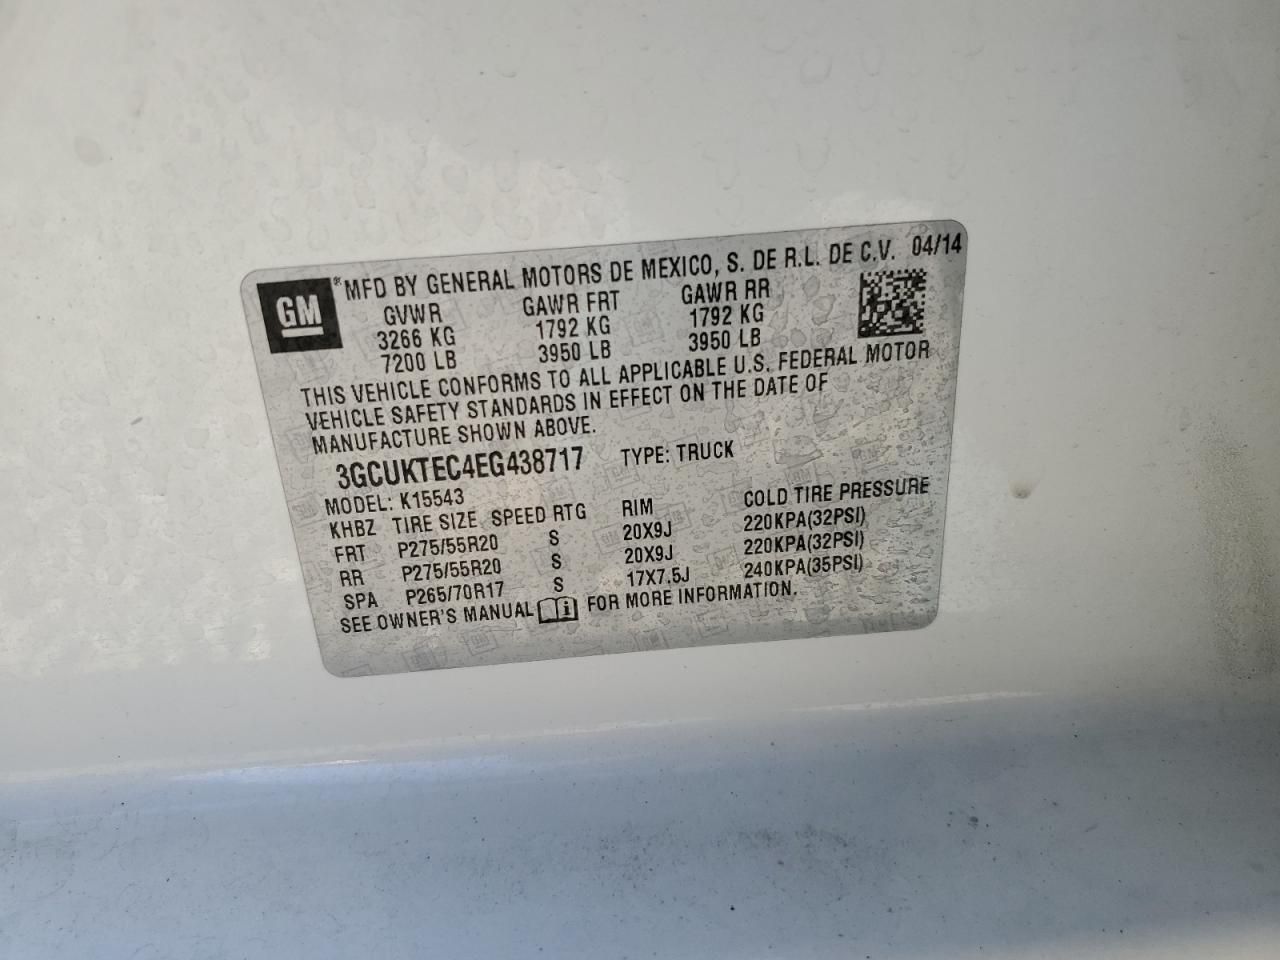 GM
MFD BY GENERAL MOTORS DE MEXICO, S. DE R.L. DE C.V. 04/14
GVWR GAWR FRT GAWR RR
3266 KG 1792 KG 1792 KG
7200 LB 3950 LB 3950 LB
THIS VEHICLE CONFORMS TO ALL APPLICABLE U.S. FEDERAL MOTOR
VEHICLE SAFETY STANDARDS IN EFFECT ON THE DATE OF
MANUFACTURE SHOWN ABOVE.
3GCUKTEC4EG438717 TYPE: TRUCK
MODEL: K15543
KHBZ TIRE SIZE SPEED RTG RIM COLD TIRE PRESSURE
FRT P275/55R20 S 20X9J 220KPA(32PSI)
RR P275/55R20 S 20X9J 220KPA(32PSI)
SPA P265/70R17 S 17X7.5J 240KPA(35PSI)
SEE OWNER'S MANUAL FOR MORE INFORMATION.